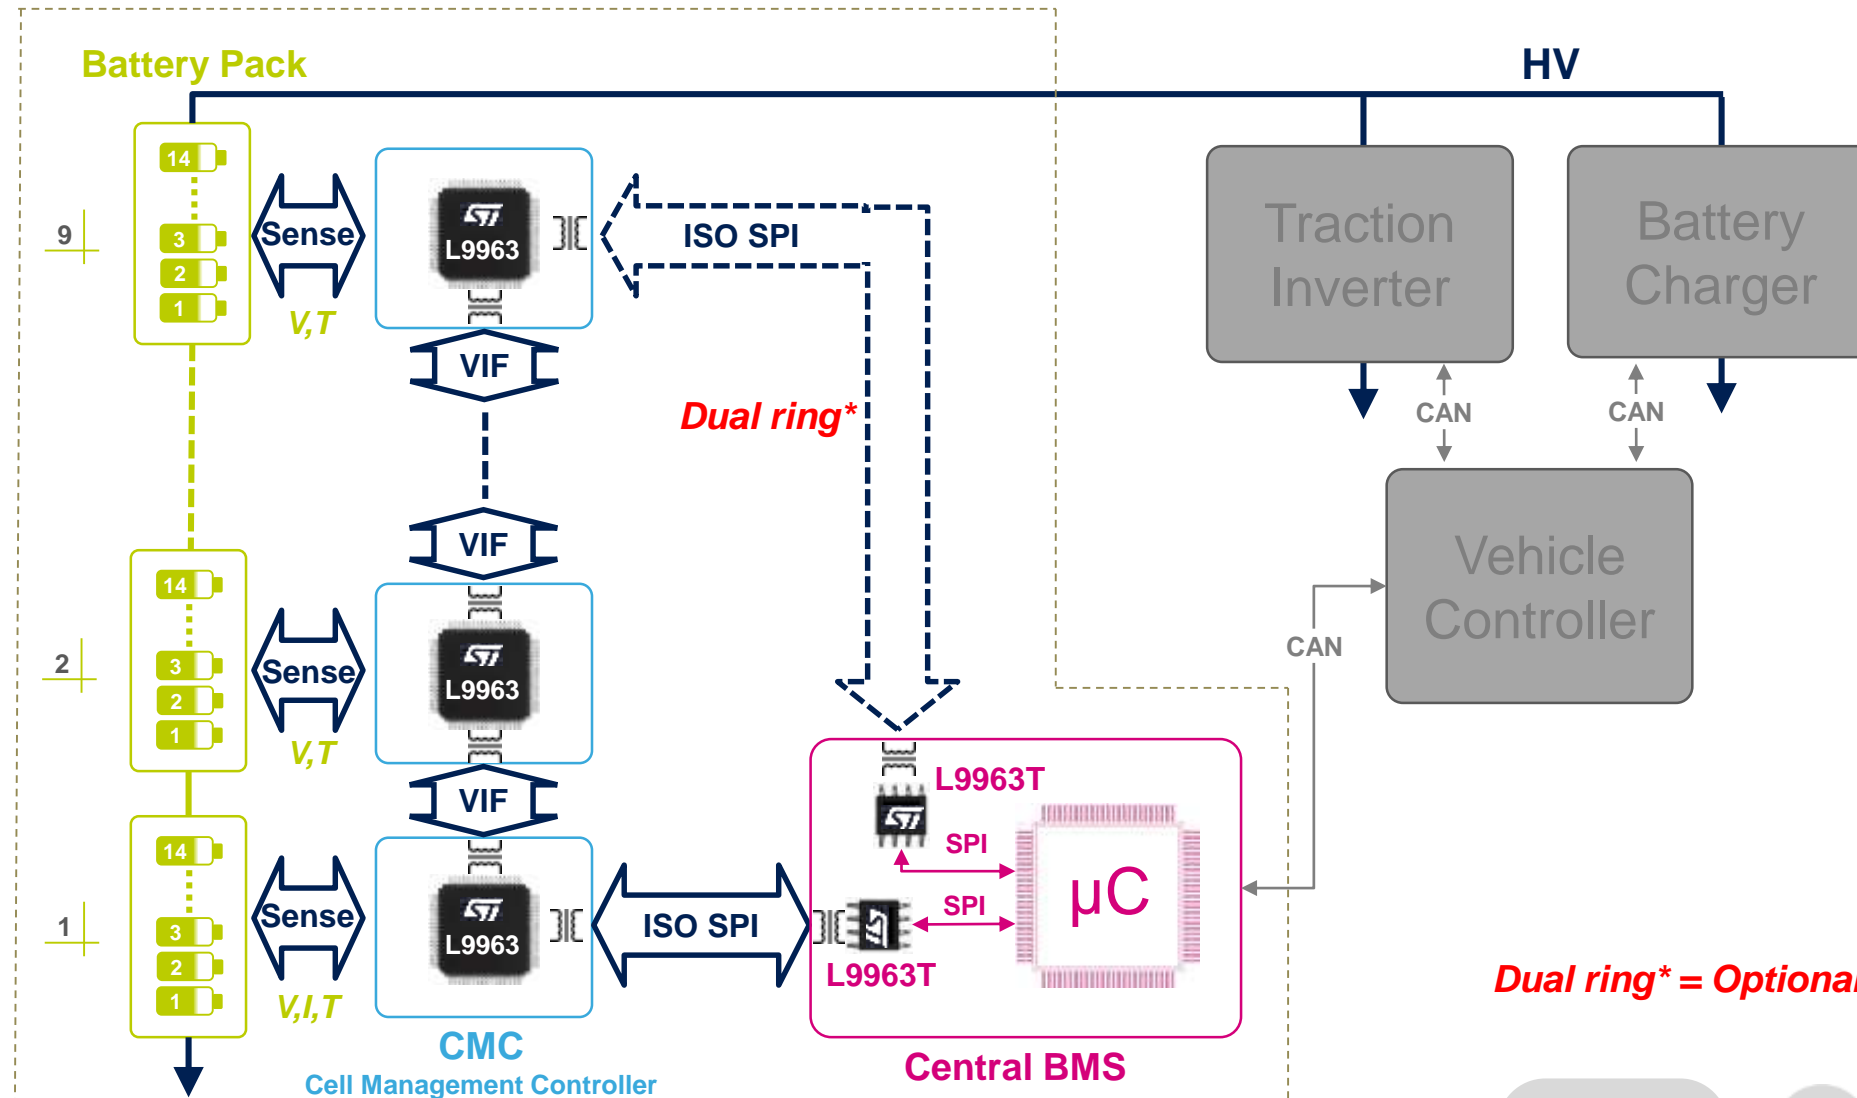 Battery Pack
HV
14
9
3
2
1
Sense
V,T
L9963
ISO SPI
Traction
Inverter
Battery
Charger
VIF
Dual ring*
CAN
CAN
VIF
14
2
3
2
1
Sense
V,T
L9963
Vehicle
Controller
CAN
VIF
L9963T
SPI
14
1
3
2
1
Sense
V,I,T
L9963
ISO SPI
SPI
L9963T
µC
Dual ring* = Optional
CMC
Cell Management Controller
Central BMS